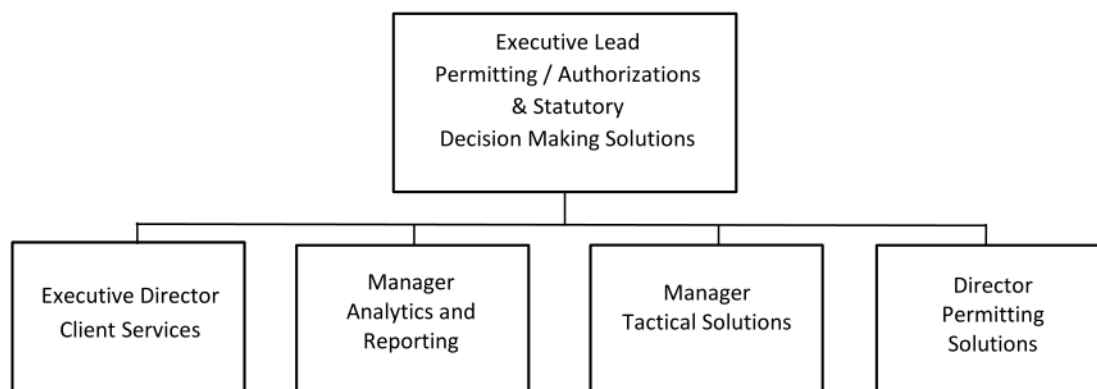 Executive Lead
Permitting / Authorizations
& Statutory
Decision Making Solutions
Executive Director
Client Services
Manager
Analytics and
Reporting
Manager
Tactical Solutions
Director
Permitting
Solutions